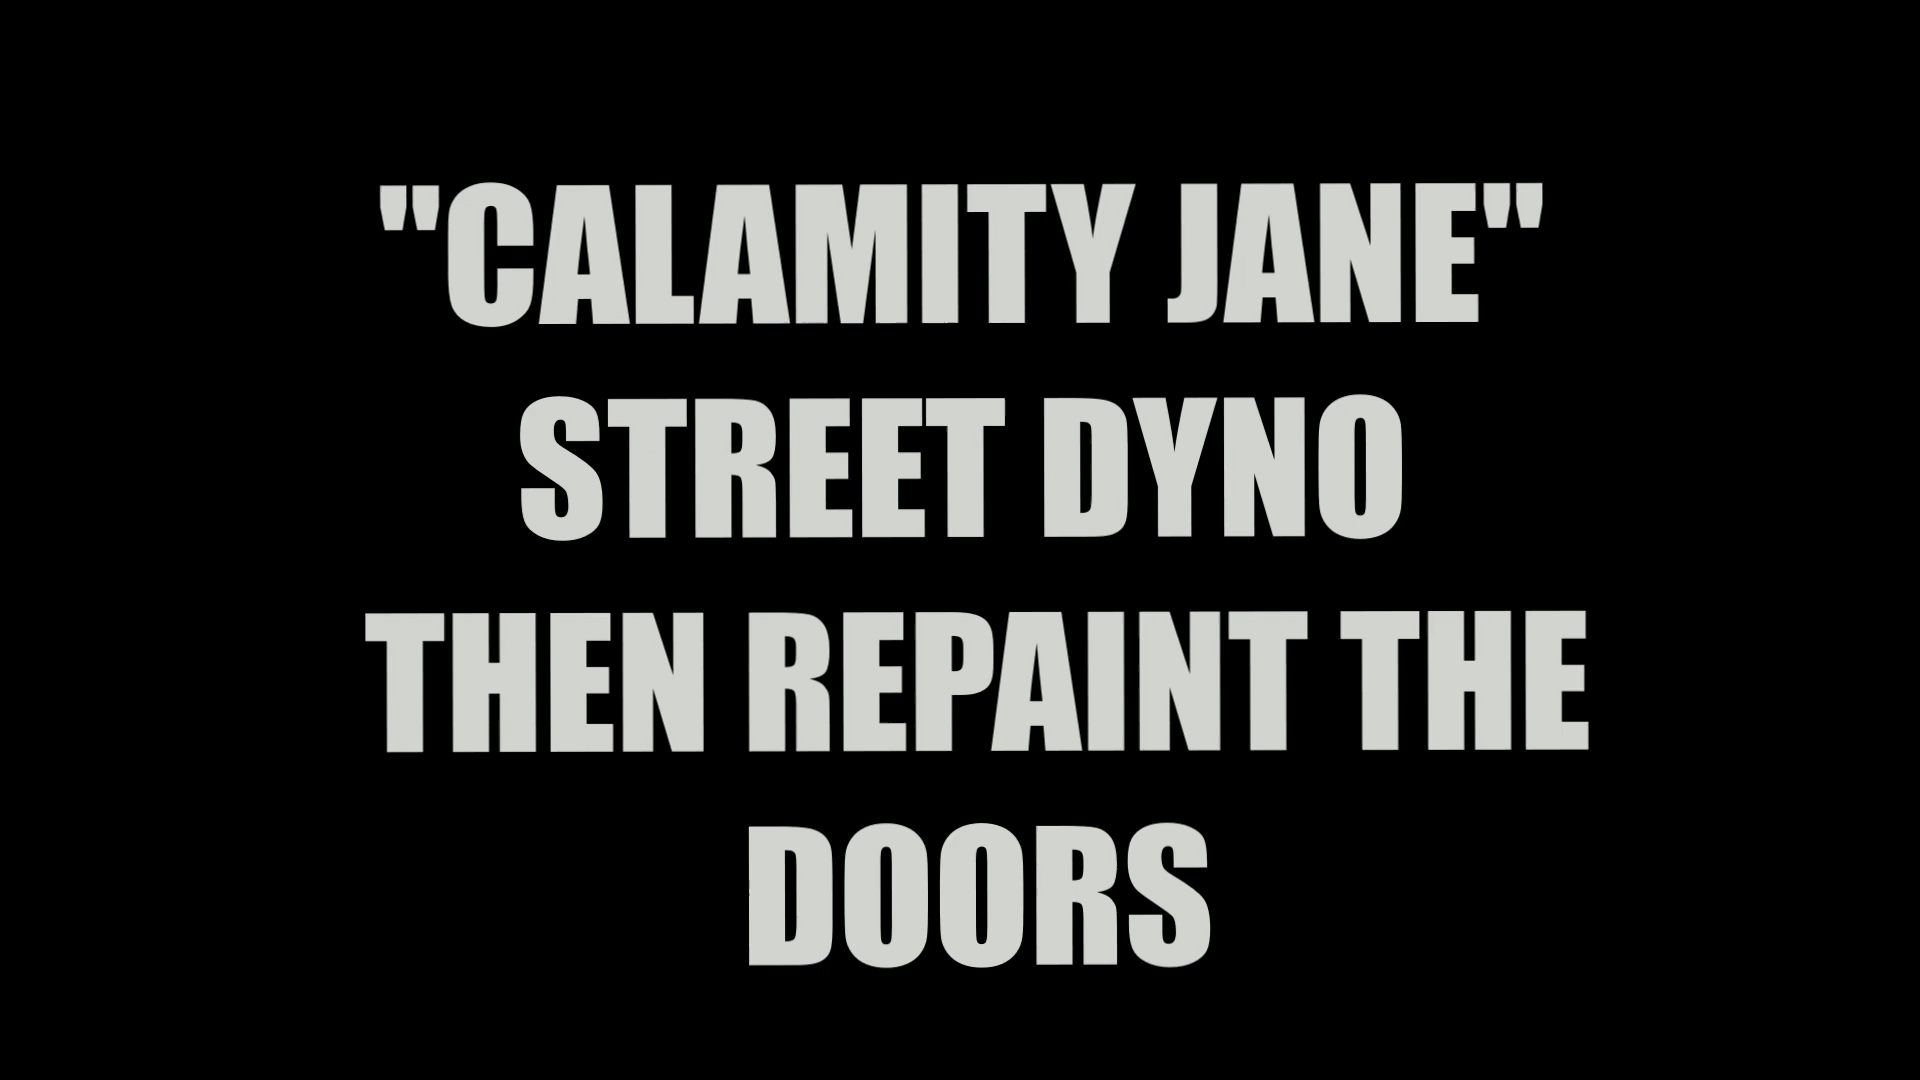 "CALAMITY JANE"
STREET DYNO
THEN REPAINT THE
DOORS